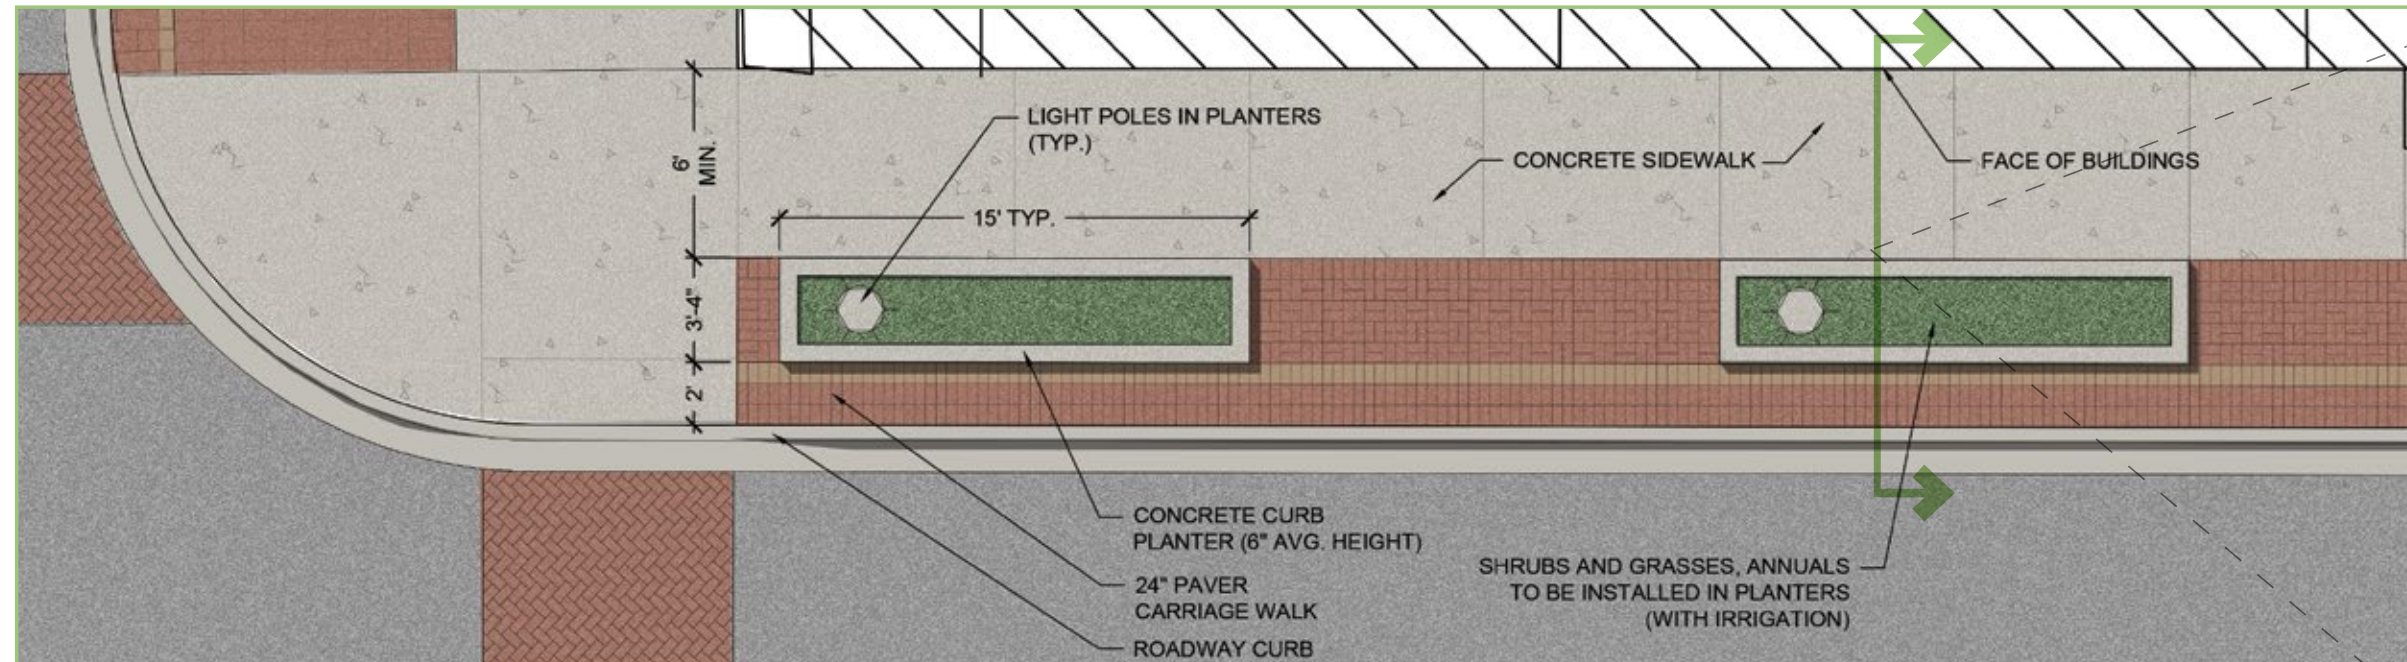 LIGHT POLES IN PLANTERS
(TYP.)
6'
MIN.
CONCRETE SIDEWALK
FACE OF BUILDINGS
15' TYP.
3'-4"
2'
CONCRETE CURB
PLANTER (6" AVG. HEIGHT)
24" PAVER
CARRIAGE WALK
ROADWAY CURB
SHRUBS AND GRASSES, ANNUALS
TO BE INSTALLED IN PLANTERS
(WITH IRRIGATION)